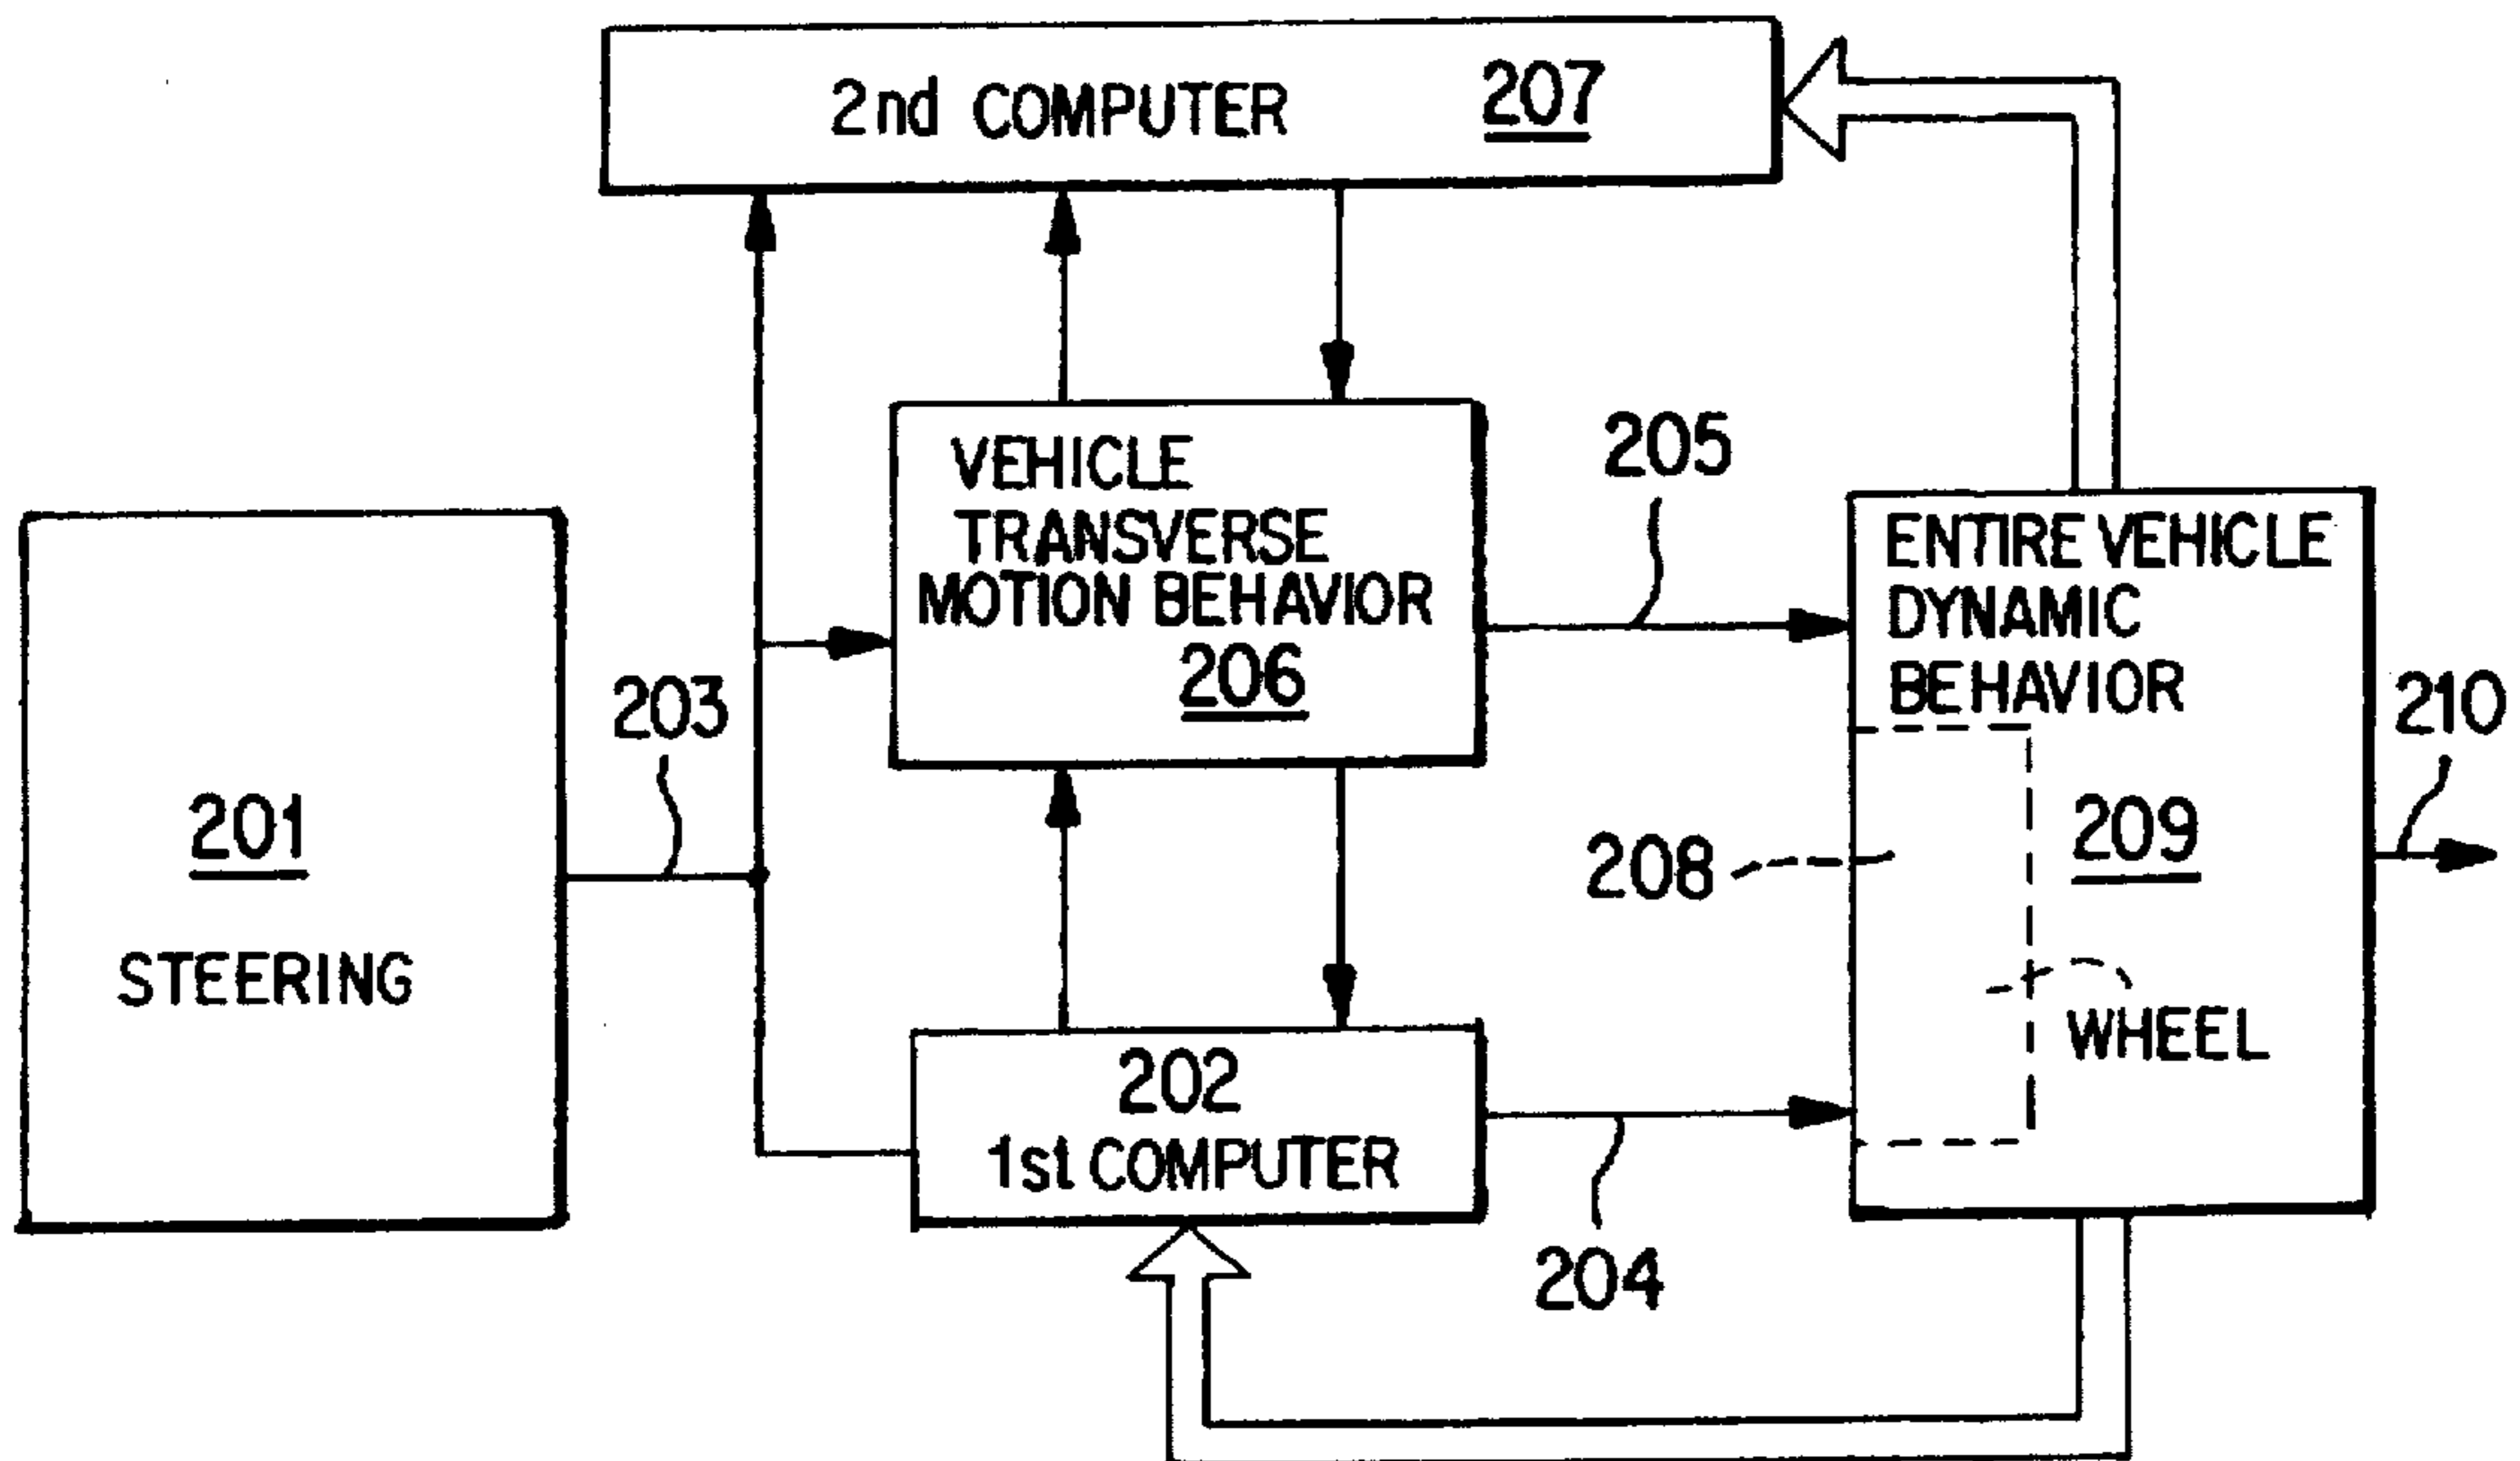 2nd COMPUTER 207
VEHICLE
TRANSVERSE
MOTION BEHAVIOR
206
205
ENTIRE VEHICLE
DYNAMIC
BEHAVIOR
210
203
201
STEERING
208
209
WHEEL
202
1st COMPUTER
204